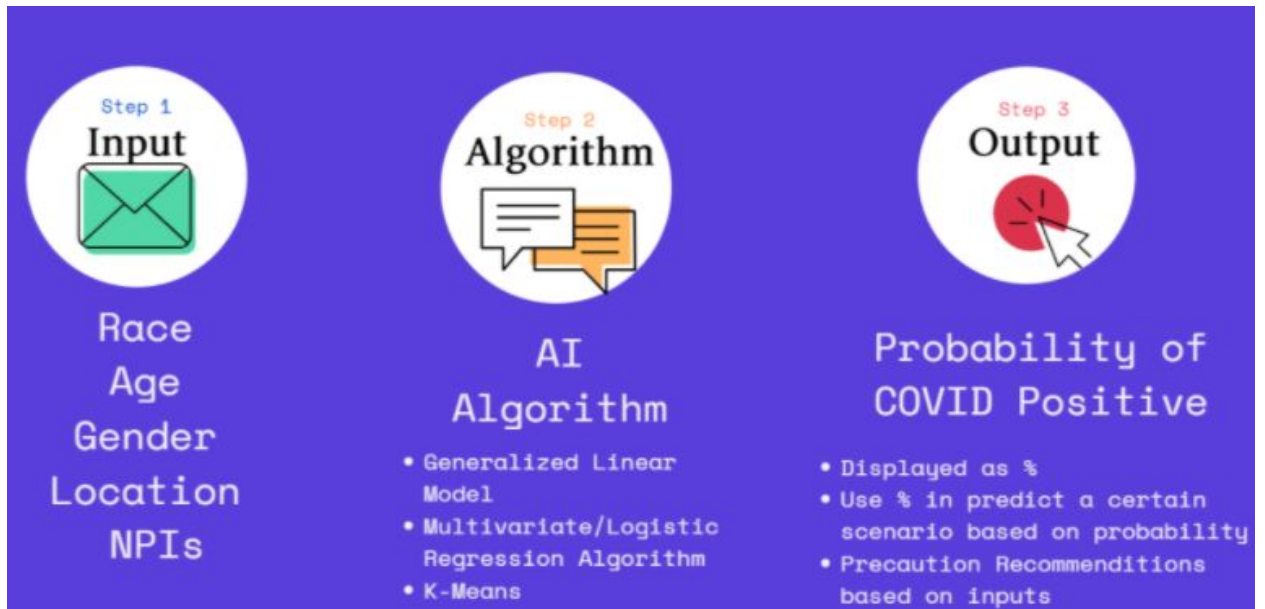 Step 1
Input
Race
Age
Gender
Location
NPIs
Step 2
Algorithm
AI
Algorithm
• Generalized Linear
Model
• Multivariate/Logistic
Regression Algorithm
• K-Means
Step 3
Output
Probability of
COVID Positive
• Displayed as %
• Use % in predict a certain
scenario based on probability
• Precaution Recommenditions
based on inputs